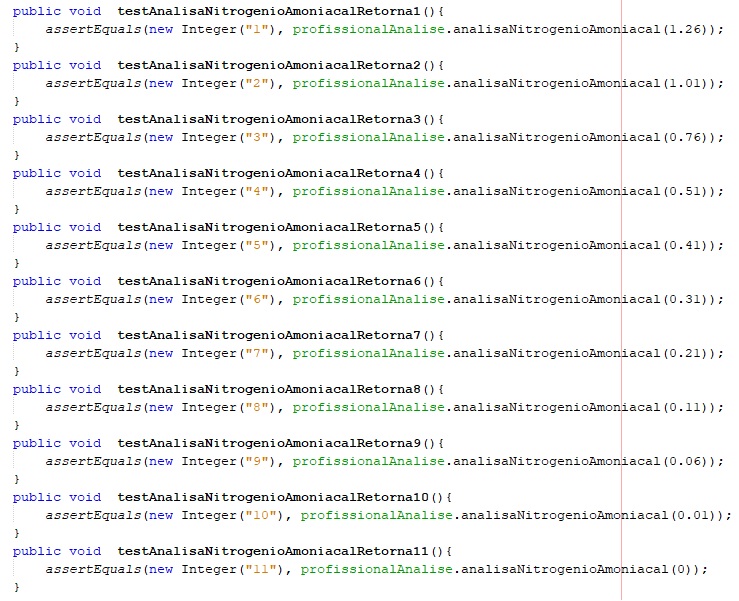 public void  testAnalisaNitrogenioAmoniacalRetorna1(){
    assertEquals(new Integer("1"), profissionalAnalise.analisaNitrogenioAmoniacal(1.26));
}
public void  testAnalisaNitrogenioAmoniacalRetorna2(){
    assertEquals(new Integer("2"), profissionalAnalise.analisaNitrogenioAmoniacal(1.01));
}
public void  testAnalisaNitrogenioAmoniacalRetorna3(){
    assertEquals(new Integer("3"), profissionalAnalise.analisaNitrogenioAmoniacal(0.76));
}
public void  testAnalisaNitrogenioAmoniacalRetorna4(){
    assertEquals(new Integer("4"), profissionalAnalise.analisaNitrogenioAmoniacal(0.51));
}
public void  testAnalisaNitrogenioAmoniacalRetorna5(){
    assertEquals(new Integer("5"), profissionalAnalise.analisaNitrogenioAmoniacal(0.41));
}
public void  testAnalisaNitrogenioAmoniacalRetorna6(){
    assertEquals(new Integer("6"), profissionalAnalise.analisaNitrogenioAmoniacal(0.31));
}
public void  testAnalisaNitrogenioAmoniacalRetorna7(){
    assertEquals(new Integer("7"), profissionalAnalise.analisaNitrogenioAmoniacal(0.21));
}
public void  testAnalisaNitrogenioAmoniacalRetorna8(){
    assertEquals(new Integer("8"), profissionalAnalise.analisaNitrogenioAmoniacal(0.11));
}
public void  testAnalisaNitrogenioAmoniacalRetorna9(){
    assertEquals(new Integer("9"), profissionalAnalise.analisaNitrogenioAmoniacal(0.06));
}
public void  testAnalisaNitrogenioAmoniacalRetorna10(){
    assertEquals(new Integer("10"), profissionalAnalise.analisaNitrogenioAmoniacal(0.01));
}
public void  testAnalisaNitrogenioAmoniacalRetorna11(){
    assertEquals(new Integer("11"), profissionalAnalise.analisaNitrogenioAmoniacal(0));
}